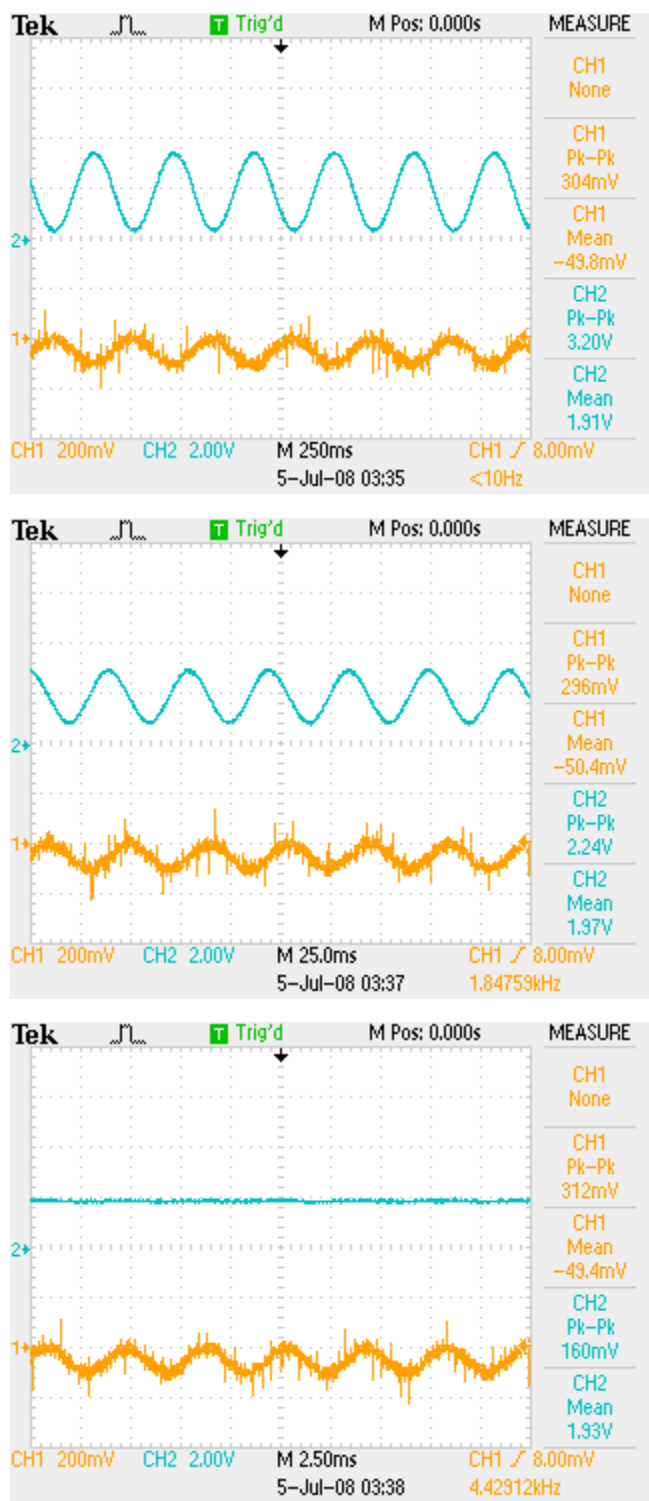 Tek T Trig'd M Pos: 0.000s MEASURE
CH1
None
CH1
Pk-Pk
304mV
CH1
Mean
-49.8mV
2
CH2
Pk-Pk
1
3.20V
CH2
Mean
1.91V
CH1 200mV CH2 2.00V M 250ms CH1 8.00mV
5-Jul-08 03:35 <10Hz
Tek T Trig'd M Pos: 0.000s MEASURE
CH1
None
CH1
Pk-Pk
296mV
CH1
Mean
2
-50.4mV
CH2
Pk-Pk
1
2.24V
CH2
Mean
1.97V
CH1 200mV CH2 2.00V M 25.0ms CH1 8.00mV
5-Jul-08 03:37 1.84759kHz
Tek T Trig'd M Pos: 0.000s MEASURE
CH1
None
CH1
Pk-Pk
312mV
CH1
Mean
2
-49.4mV
CH2
Pk-Pk
1
160mV
CH2
Mean
1.93V
CH1 200mV CH2 2.00V M 2.50ms CH1 8.00mV
5-Jul-08 03:38 4.42912kHz